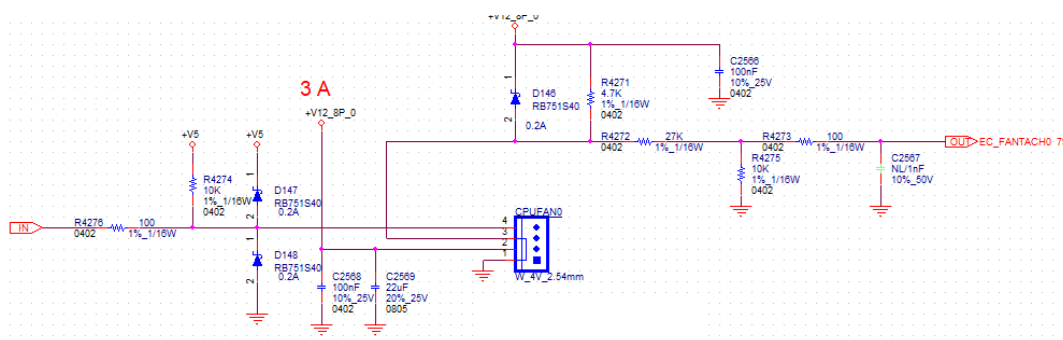 +V12_8P_0
D146
RB751S40
0.2A
1
2
R4271
4.7K
1%_1/16W
0402
C2566
100nF
10%_25V
0402
3 A
+V12_8P_0
+V5
+V5
R4274
10K
1%_1/16W
0402
D147
RB751S40
0.2A
1
2
R4272
0402
27K
1%_1/16W
R4273
0402
100
1%_1/16W
OUT
R4275
10K
1%_1/16W
0402
C2567
NL/1nF
10%_50V
IN
R4276
0402
100
1%_1/16W
D148
RB751S40
0.2A
1
2
C2568
100nF
10%_25V
0402
C2569
22uF
20%_25V
0805
CPUFAN0
4
3
2
1
W_4V_2.54mm